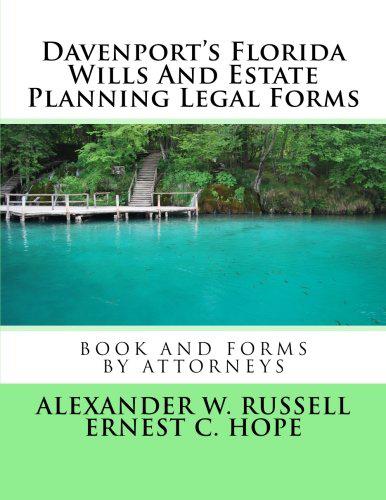 Davenport's Florida
Wills And Estate
Planning Legal Forms
BOOK AND FORMS
BY ATTORNEYS
ALEXANDER W. RUSSELL
ERNEST C. HOPE